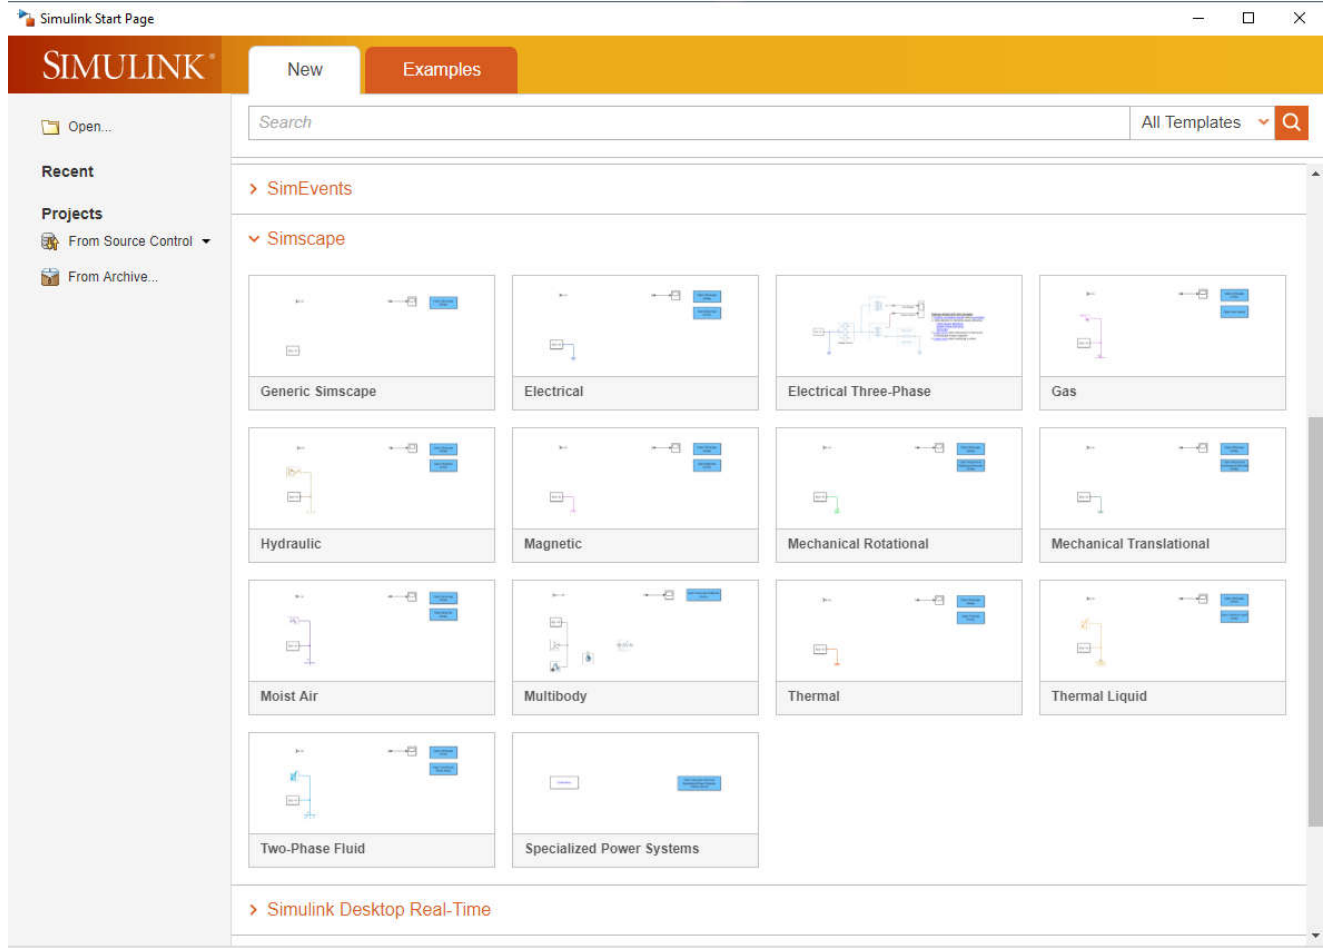 Simulink Start Page
SIMULINK®
New
Examples
Open...
Search
All Templates
Recent
SimEvents
Projects
From Source Control
Simscape
From Archive...
Generic Simscape
Electrical
Electrical Three-Phase
Gas
Hydraulic
Magnetic
Mechanical Rotational
Mechanical Translational
Moist Air
Multibody
Thermal
Thermal Liquid
Two-Phase Fluid
Specialized Power Systems
Simulink Desktop Real-Time